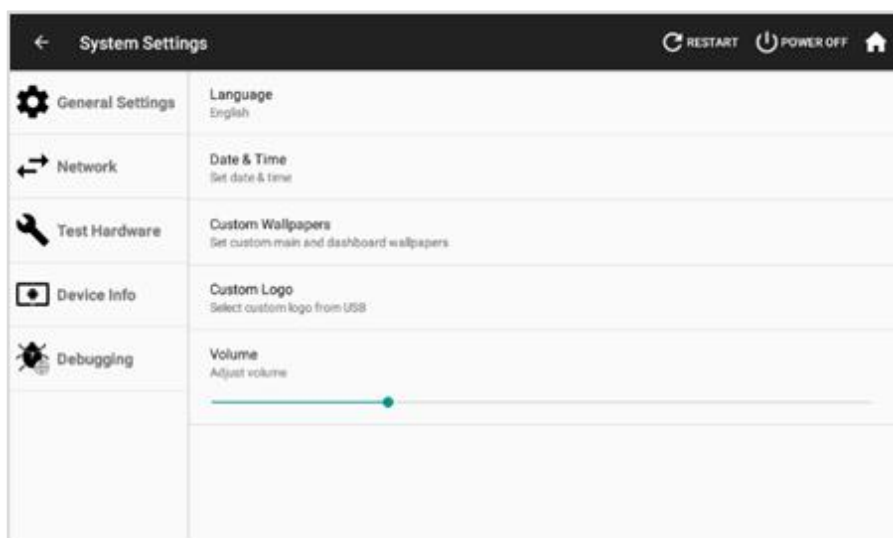 System Settings
RESTART
POWER OFF
General Settings
Network
Test Hardware
Device Info
Debugging
Language
English
Date & Time
Set date & time
Custom Wallpapers
Set custom main and dashboard wallpapers
Custom Logo
Select custom logo from USB
Volume
Adjust volume